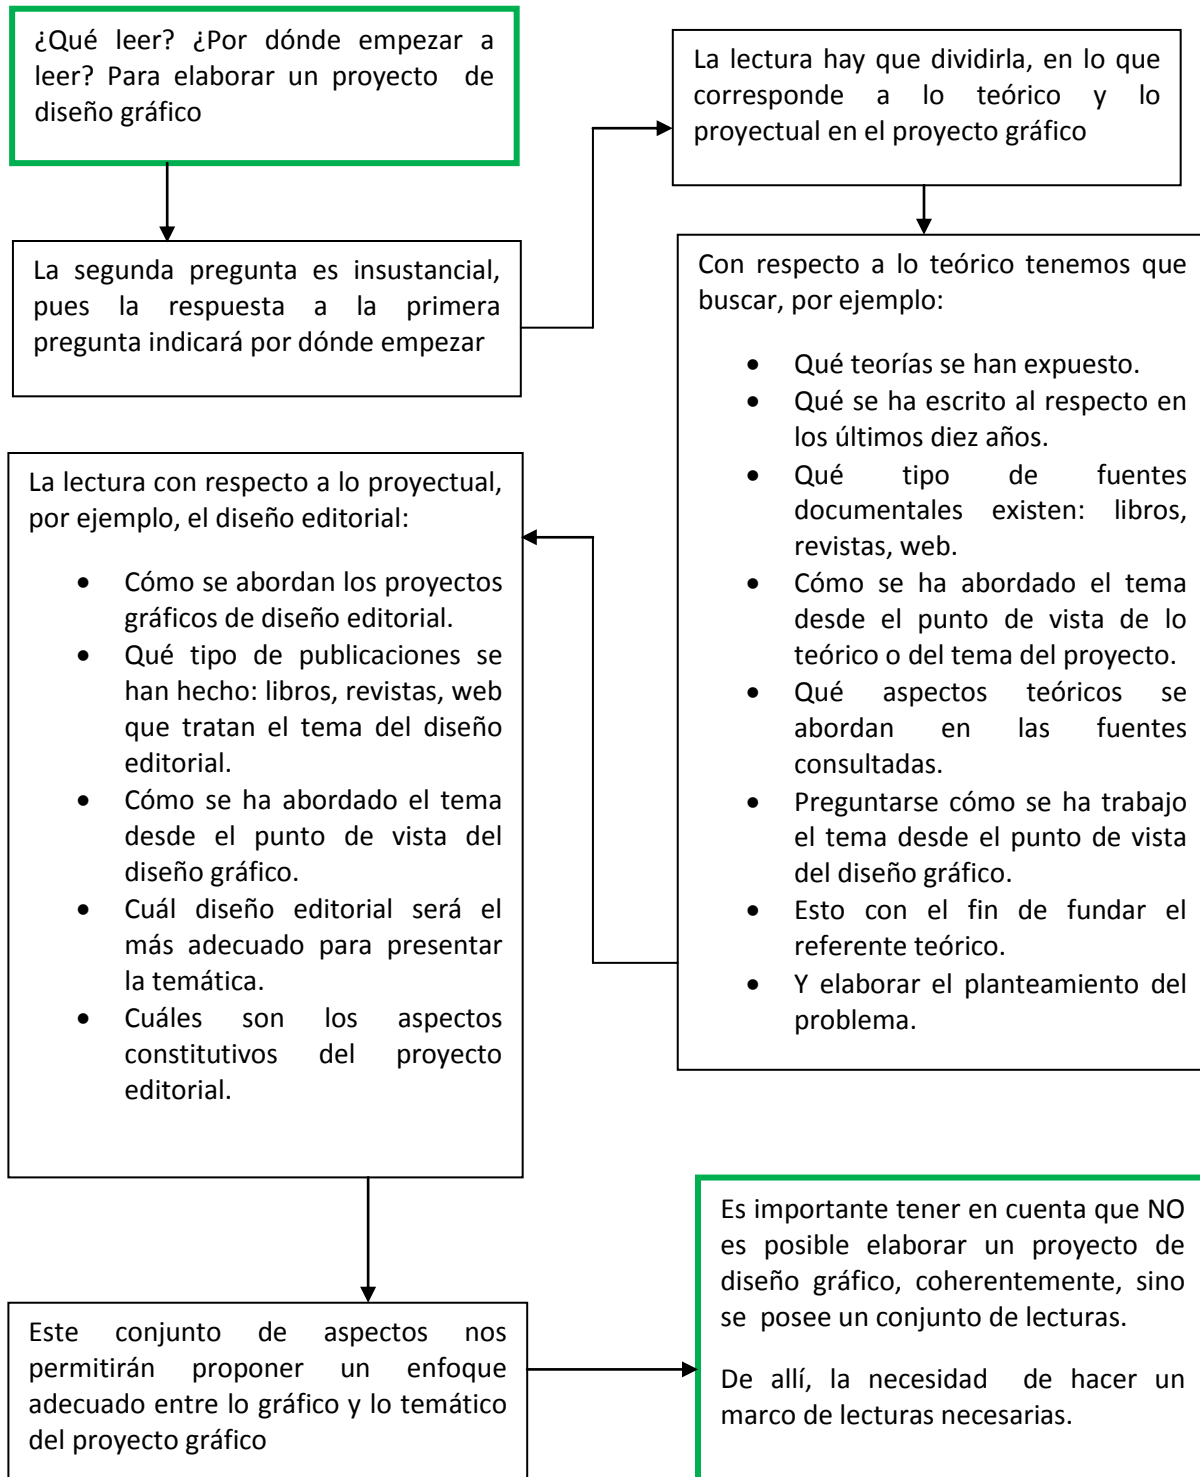 ¿Qué leer? ¿Por dónde empezar a
leer? Para elaborar un proyecto de
diseño gráfico
La segunda pregunta es insustancial,
pues la respuesta a la primera
pregunta indicará por dónde empezar
La lectura hay que dividirla, en lo que
corresponde a lo teórico y lo
proyectual en el proyecto gráfico
Con respecto a lo teórico tenemos que
buscar, por ejemplo:
• Qué teorías se han expuesto.
• Qué se ha escrito al respecto en
los últimos diez años.
• Qué tipo de fuentes
documentales existen: libros,
revistas, web.
• Cómo se ha abordado el tema
desde el punto de vista de lo
teórico o del tema del proyecto.
• Qué aspectos teóricos se
abordan en las fuentes
consultadas.
• Preguntarse cómo se ha trabajo
el tema desde el punto de vista
del diseño gráfico.
• Esto con el fin de fundar el
referente teórico.
• Y elaborar el planteamiento del
problema.
La lectura con respecto a lo proyectual,
por ejemplo, el diseño editorial:
• Cómo se abordan los proyectos
gráficos de diseño editorial.
• Qué tipo de publicaciones se
han hecho: libros, revistas, web
que tratan el tema del diseño
editorial.
• Cómo se ha abordado el tema
desde el punto de vista del
diseño gráfico.
• Cuál diseño editorial será el
más adecuado para presentar
la temática.
• Cuáles son los aspectos
constitutivos del proyecto
editorial.
Este conjunto de aspectos nos
permitirán proponer un enfoque
adecuado entre lo gráfico y lo temático
del proyecto gráfico
Es importante tener en cuenta que NO
es posible elaborar un proyecto de
diseño gráfico, coherentemente, sino
se posee un conjunto de lecturas.
De allí, la necesidad de hacer un
marco de lecturas necesarias.